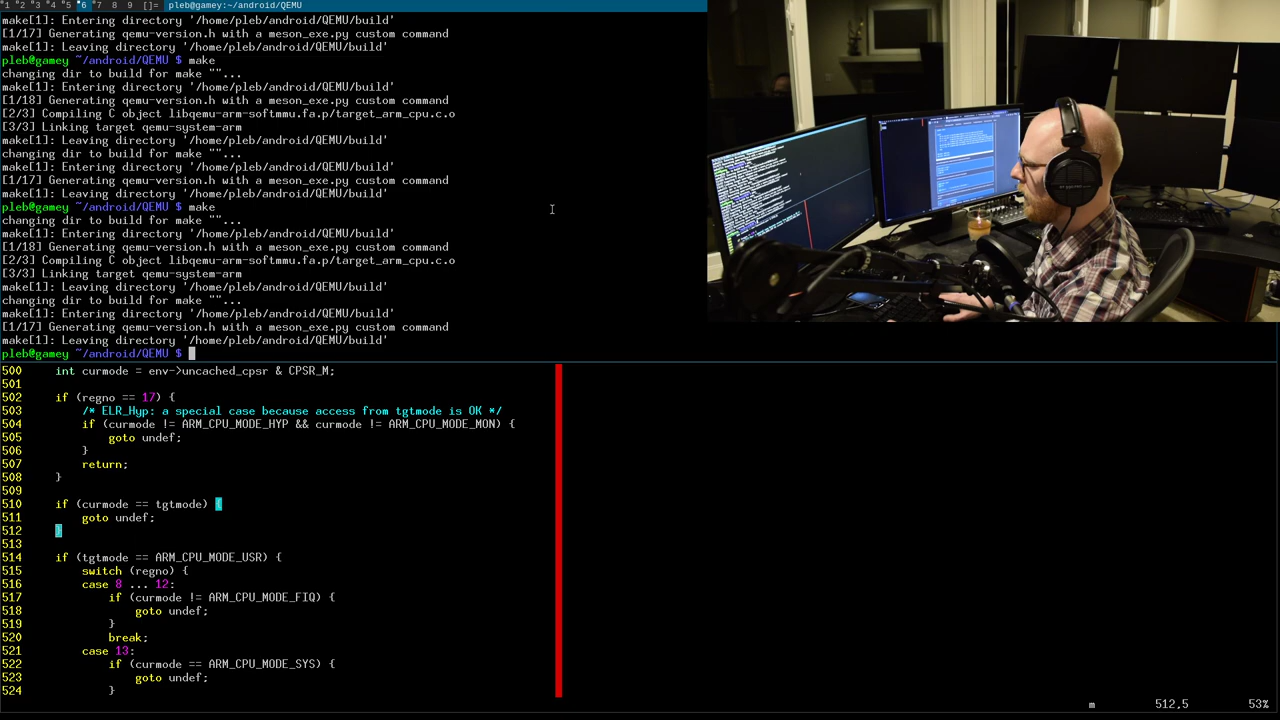 1 2 3 4 5 6 7 8 9 []= pleb@gamey:~/android/QEMU
make[1]: Entering directory '/home/pleb/android/QEMU/build'
[1/17] Generating qemu-version.h with a meson_exe.py custom command
make[1]: Leaving directory '/home/pleb/android/QEMU/build'
pleb@gamey ~/android/QEMU $ make
changing dir to build for make ""...
make[1]: Entering directory '/home/pleb/android/QEMU/build'
[1/18] Generating qemu-version.h with a meson_exe.py custom command
[2/3] Compiling C object libqemu-arm-softmmu.fa.p/target_arm_cpu.c.o
[3/3] Linking target qemu-system-arm
make[1]: Leaving directory '/home/pleb/android/QEMU/build'
changing dir to build for make ""...
make[1]: Entering directory '/home/pleb/android/QEMU/build'
[1/17] Generating qemu-version.h with a meson_exe.py custom command
make[1]: Leaving directory '/home/pleb/android/QEMU/build'
pleb@gamey ~/android/QEMU $ make
changing dir to build for make ""...
make[1]: Entering directory '/home/pleb/android/QEMU/build'
[1/18] Generating qemu-version.h with a meson_exe.py custom command
[2/3] Compiling C object libqemu-arm-softmmu.fa.p/target_arm_cpu.c.o
[3/3] Linking target qemu-system-arm
make[1]: Leaving directory '/home/pleb/android/QEMU/build'
changing dir to build for make ""...
make[1]: Entering directory '/home/pleb/android/QEMU/build'
[1/17] Generating qemu-version.h with a meson_exe.py custom command
make[1]: Leaving directory '/home/pleb/android/QEMU/build'
pleb@gamey ~/android/QEMU $
500 int curmode = env->uncached_cpsr & CPSR_M;
501
502 if (regno == 17) {
503 /* ELR_Hyp: a special case because access from tgtmode is OK */
504 if (curmode != ARM_CPU_MODE_HYP && curmode != ARM_CPU_MODE_MON) {
505 goto undef;
506 }
507 return;
508 }
509
510 if (curmode == tgtmode) {
511 goto undef;
512 }
513
514 if (tgtmode == ARM_CPU_MODE_USR) {
515 switch (regno) {
516 case 8 ... 12:
517 if (curmode != ARM_CPU_MODE_FIQ) {
518 goto undef;
519 }
520 break;
521 case 13:
522 if (curmode == ARM_CPU_MODE_SYS) {
523 goto undef;
524 }
m 512,5 53%